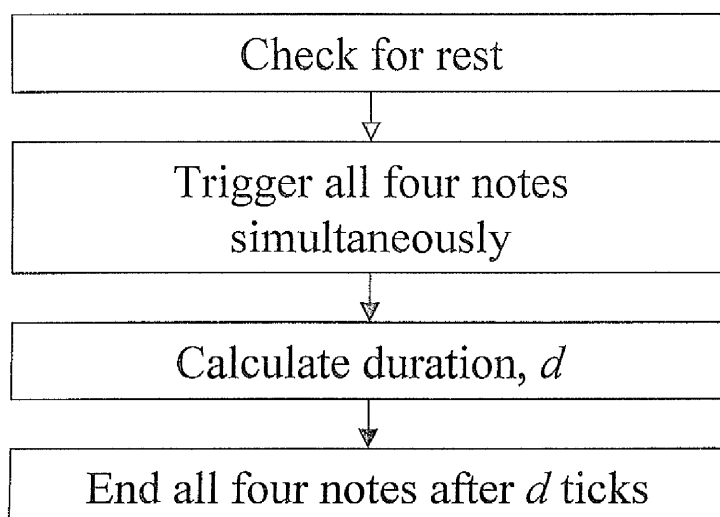 Check for rest
Trigger all four notes
simultaneously
Calculate duration, d
End all four notes after d ticks